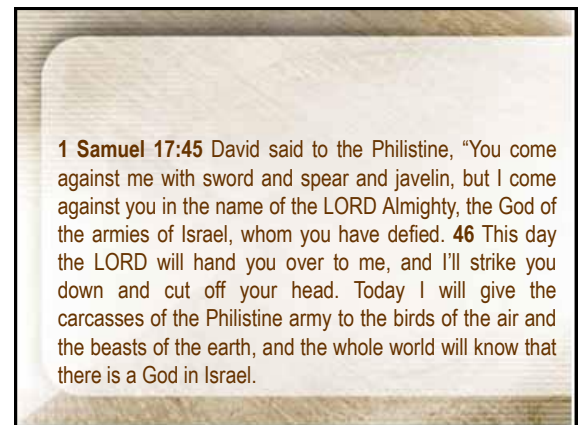 1 Samuel 17:45 David said to the Philistine, “You come
against me with sword and spear and javelin, but I come
against you in the name of the LORD Almighty, the God of
the armies of Israel, whom you have defied. 46 This day
the LORD will hand you over to me, and I’ll strike you
down and cut off your head. Today I will give the
carcasses of the Philistine army to the birds of the air and
the beasts of the earth, and the whole world will know that
there is a God in Israel.